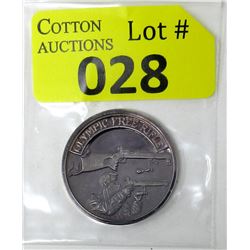 COTTON
AUCTIONS
Lot #
028
OLYMPIC FREE RIFLE